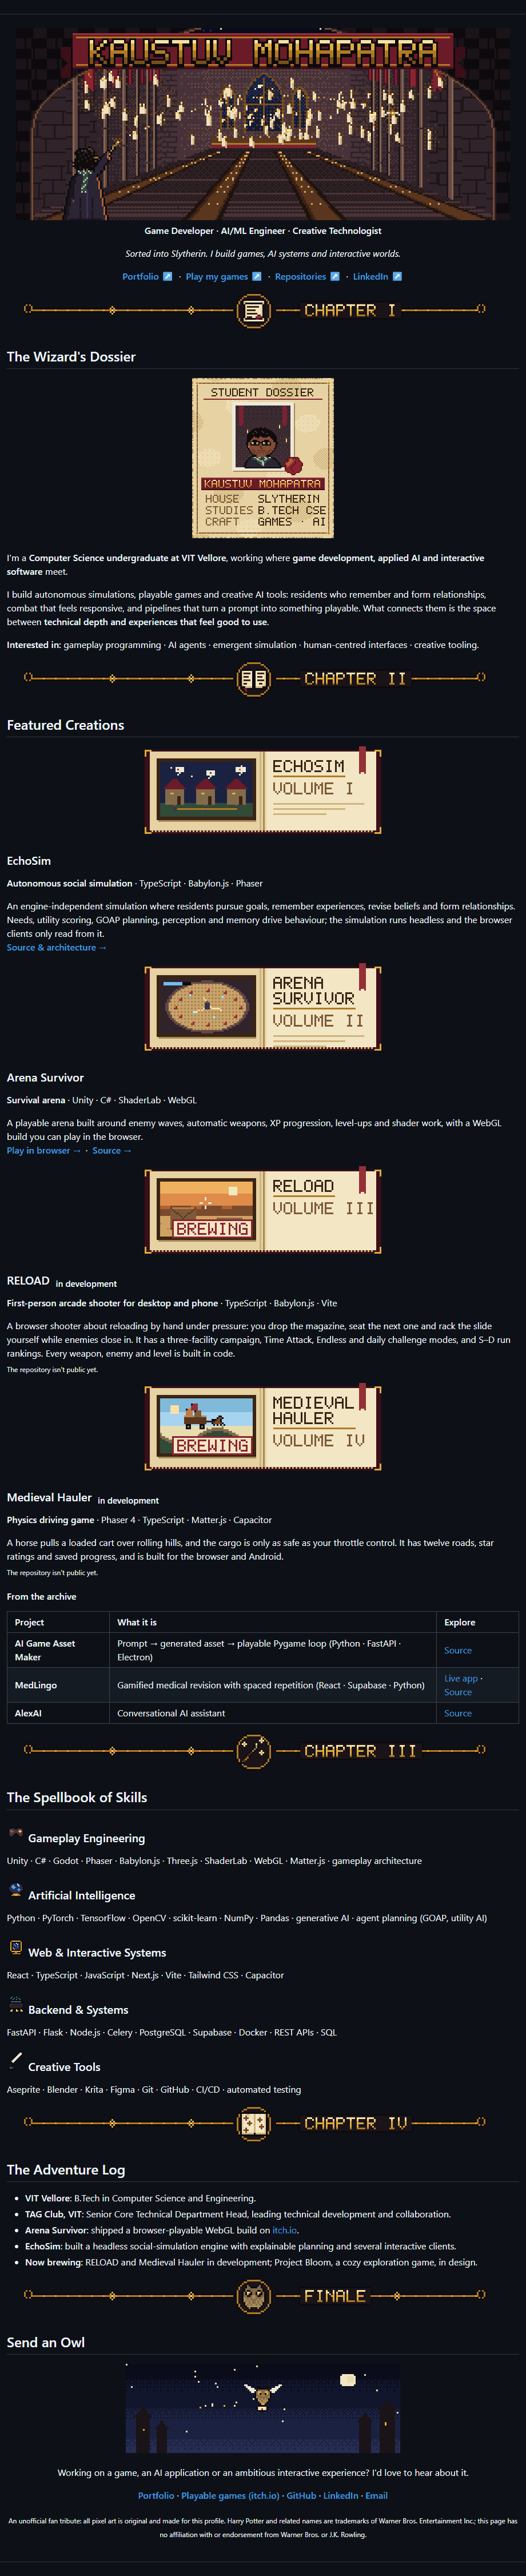 KAUSTUV MOHAPATRA
Game Developer · AI/ML Engineer · Creative Technologist
Sorted into Slytherin. I build games, AI systems and interactive worlds.
Portfolio ↗ · Play my games ↗ · Repositories ↗ · LinkedIn ↗
CHAPTER I
The Wizard's Dossier
STUDENT DOSSIER
KAUSTUV MOHAPATRA
HOUSE SLYTHERIN
STUDIES B.TECH CSE
CRAFT GAMES · AI
I'm a Computer Science undergraduate at VIT Vellore, working where game development, applied AI and interactive
software meet.
I build autonomous simulations, playable games and creative AI tools: residents who remember and form relationships,
combat that feels responsive, and pipelines that turn a prompt into something playable. What connects them is the space
between technical depth and experiences that feel good to use.
Interested in: gameplay programming · AI agents · emergent simulation · human-centred interfaces · creative tooling.
CHAPTER II
Featured Creations
ECHOSIM
VOLUME I
EchoSim
Autonomous social simulation · TypeScript · Babylon.js · Phaser
An engine-independent simulation where residents pursue goals, remember experiences, revise beliefs and form relationships.
Needs, utility scoring, GOAP planning, perception and memory drive behaviour; the simulation runs headless and the browser
clients only read from it.
Source & architecture →
ARENA
SURVIVOR
VOLUME II
Arena Survivor
Survival arena · Unity · C# · ShaderLab · WebGL
A playable arena built around enemy waves, automatic weapons, XP progression, level-ups and shader work, with a WebGL
build you can play in the browser.
Play in browser → · Source →
RELOAD
VOLUME III
BREWING
RELOAD in development
First-person arcade shooter for desktop and phone · TypeScript · Babylon.js · Vite
A browser shooter about reloading by hand under pressure: you drop the magazine, seat the next one and rack the slide
yourself while enemies close in. It has a three-facility campaign, Time Attack, Endless and daily challenge modes, and S–D run
rankings. Every weapon, enemy and level is built in code.
The repository isn't public yet.
MEDIEVAL
HAULER
VOLUME IV
BREWING
Medieval Hauler in development
Physics driving game · Phaser 4 · TypeScript · Matter.js · Capacitor
A horse pulls a loaded cart over rolling hills, and the cargo is only as safe as your throttle control. It has twelve roads, star
ratings and saved progress, and is built for the browser and Android.
The repository isn't public yet.
From the archive
Project What it is Explore
AI Game Asset Maker Prompt → generated asset → playable Pygame loop (Python · FastAPI · Electron) Source
MedLingo Gamified medical revision with spaced repetition (React · Supabase · Python) Live app · Source
AlexAI Conversational AI assistant Source
CHAPTER III
The Spellbook of Skills
Gameplay Engineering
Unity · C# · Godot · Phaser · Babylon.js · Three.js · ShaderLab · WebGL · Matter.js · gameplay architecture
Artificial Intelligence
Python · PyTorch · TensorFlow · OpenCV · scikit-learn · NumPy · Pandas · generative AI · agent planning (GOAP, utility AI)
Web & Interactive Systems
React · TypeScript · JavaScript · Next.js · Vite · Tailwind CSS · Capacitor
Backend & Systems
FastAPI · Flask · Node.js · Celery · PostgreSQL · Supabase · Docker · REST APIs · SQL
Creative Tools
Aseprite · Blender · Krita · Figma · Git · GitHub · CI/CD · automated testing
CHAPTER IV
The Adventure Log
• VIT Vellore: B.Tech in Computer Science and Engineering.
• TAG Club, VIT: Senior Core Technical Department Head, leading technical development and collaboration.
• Arena Survivor: shipped a browser-playable WebGL build on itch.io.
• EchoSim: built a headless social-simulation engine with explainable planning and several interactive clients.
• Now brewing: RELOAD and Medieval Hauler in development; Project Bloom, a cozy exploration game, in design.
FINALE
Send an Owl
Working on a game, an AI application or an ambitious interactive experience? I'd love to hear about it.
Portfolio · Playable games (itch.io) · GitHub · LinkedIn · Email
An unofficial fan tribute: all pixel art is original and made for this profile. Harry Potter and related names are trademarks of Warner Bros. Entertainment Inc.; this page has
no affiliation with or endorsement from Warner Bros. or J.K. Rowling.